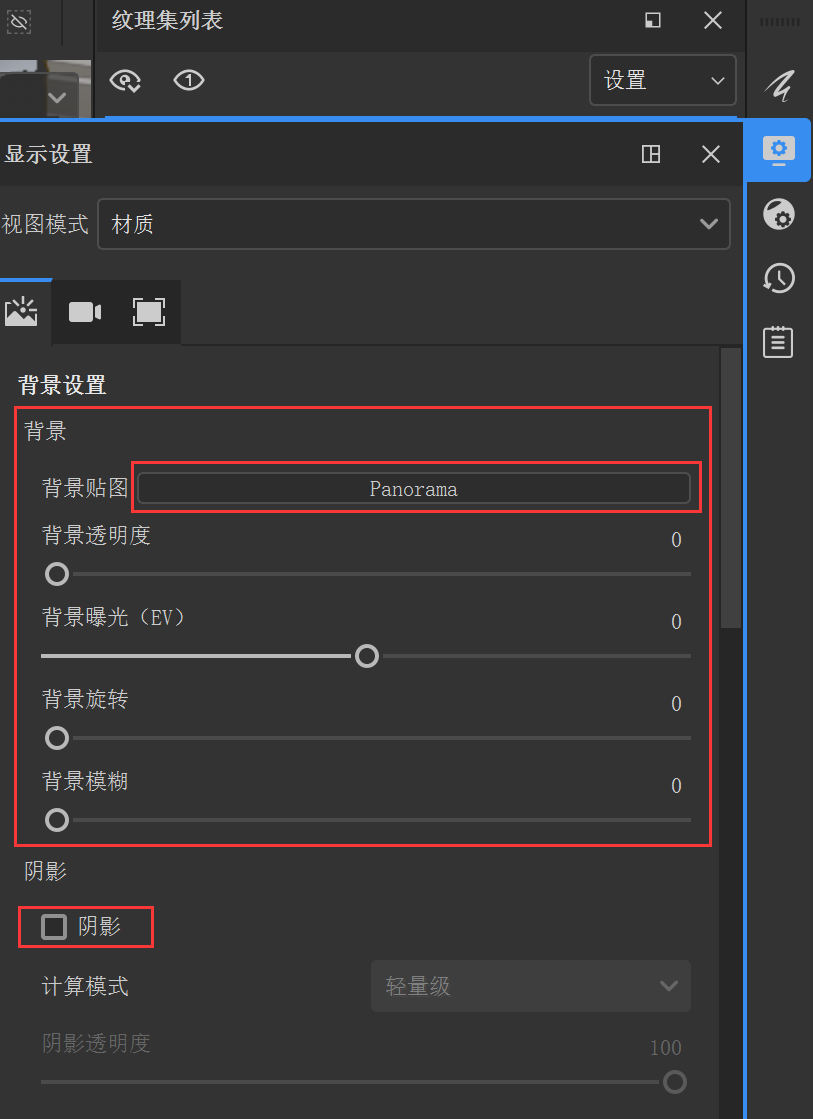 纹理集列表
1
设置
显示设置
视图模式 材质
背景设置
背景
背景贴图 Panorama
背景透明度 0
背景曝光（EV） 0
背景旋转 0
背景模糊 0
阴影
阴影
计算模式 轻量级
阴影透明度 100